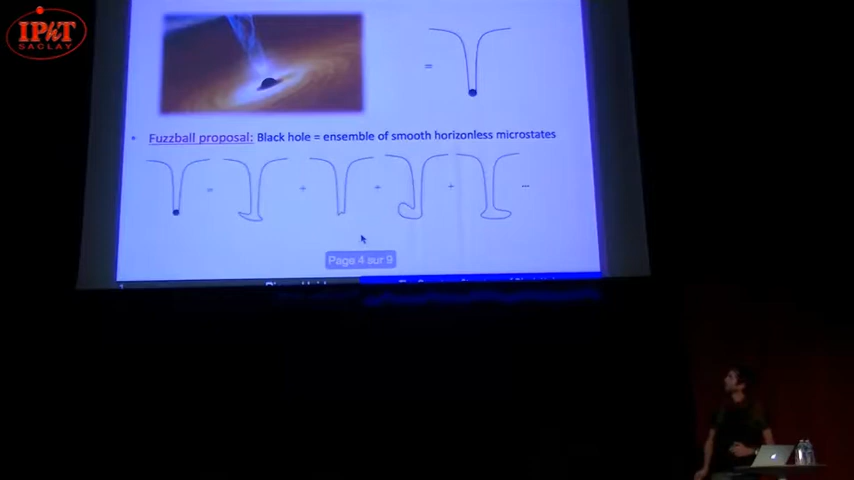 IPhT
SACLAY
=
• Fuzzball proposal: Black hole = ensemble of smooth horizonless microstates
= + + + ...
Page 4 sur 9